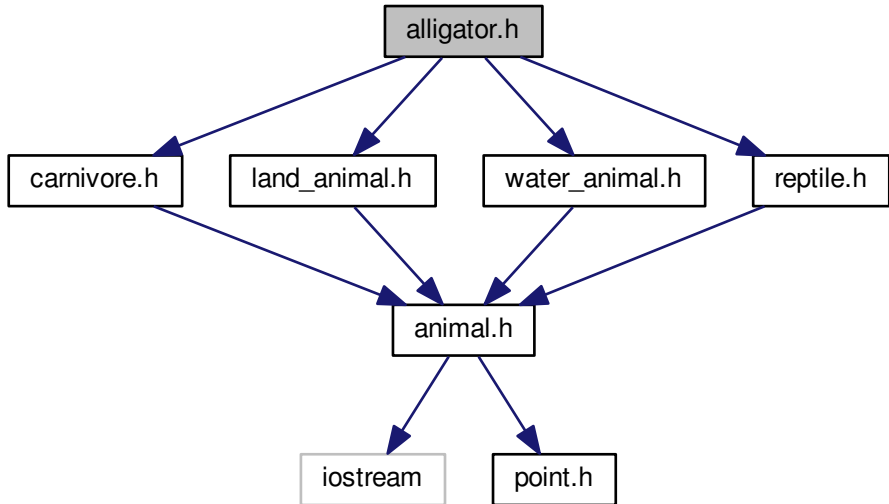 alligator.h
carnivore.h
land_animal.h
water_animal.h
reptile.h
animal.h
iostream
point.h